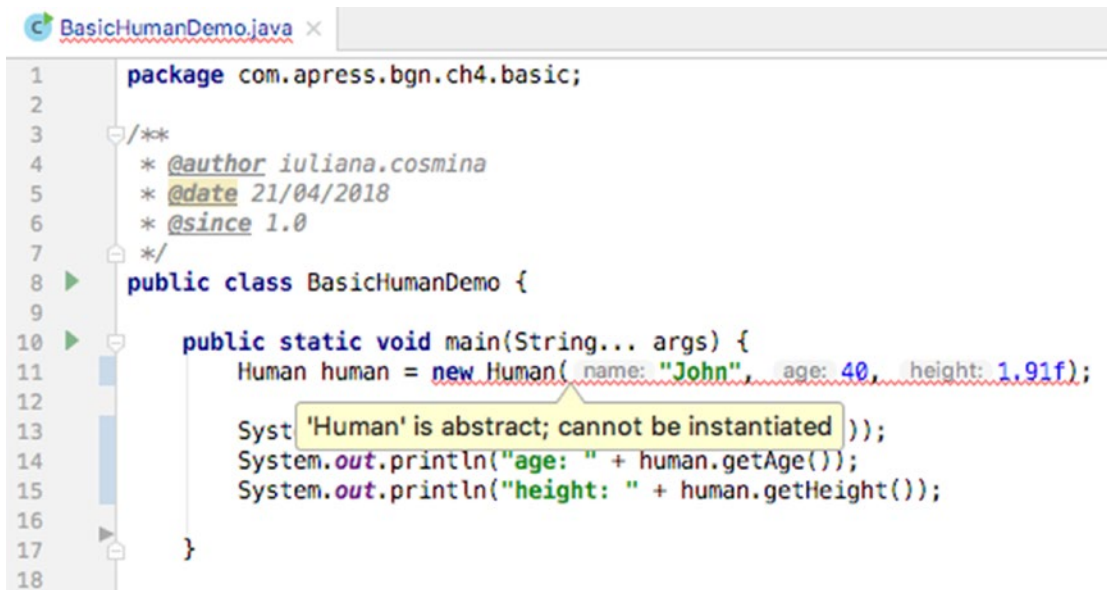 BasicHumanDemo.java
1 package com.apress.bgn.ch4.basic;
2
3 /**
4 * @author iuliana.cosmina
5 * @date 21/04/2018
6 * @since 1.0
7 */
8 public class BasicHumanDemo {
9
10 public static void main(String... args) {
11 Human human = new Human( name: "John", age: 40, height: 1.91f);
12
'Human' is abstract; cannot be instantiated
13 Syst ));
14 System.out.println("age: " + human.getAge());
15 System.out.println("height: " + human.getHeight());
16
17 }
18